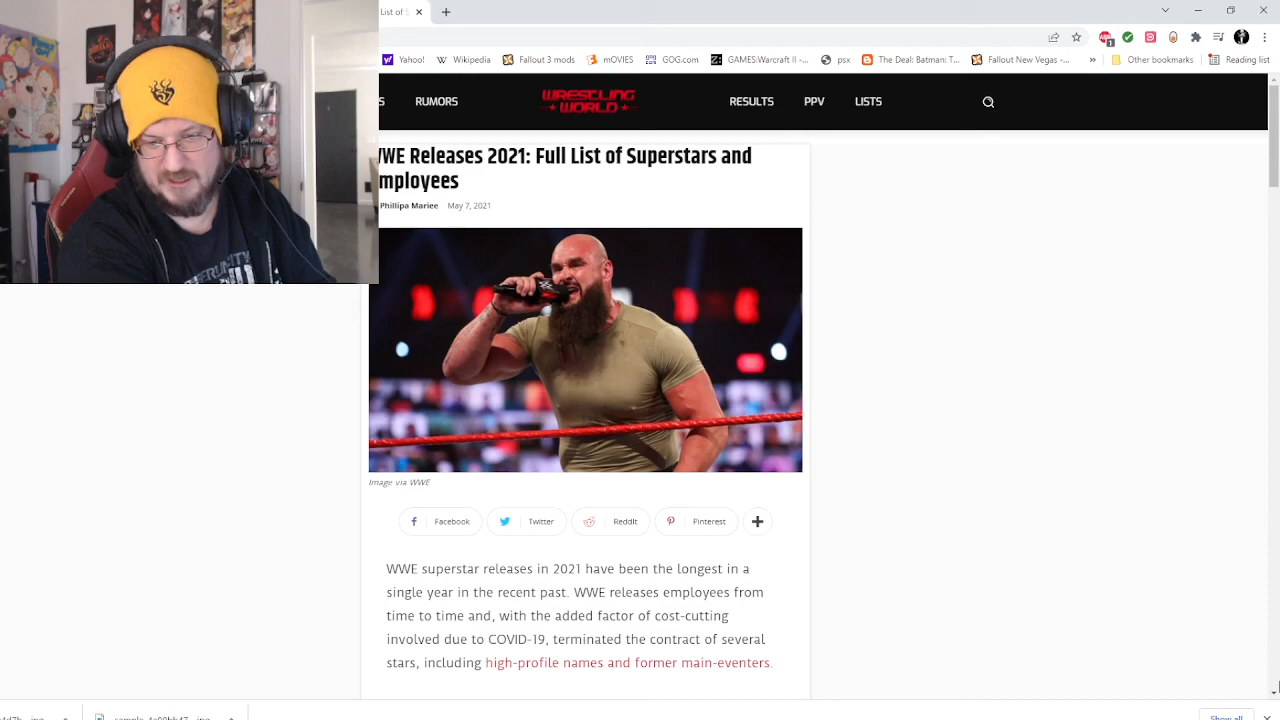 List of S
Yahoo!
Wikipedia
Fallout 3 mods
mOVIES
GOG.com
GAMES:Warcraft II -...
psx
The Deal: Batman: T...
Fallout New Vegas -...
»
Other bookmarks
Reading list
S
RUMORS
WRESTLING
WORLD
RESULTS
PPV
LISTS
WE Releases 2021: Full List of Superstars and
mployees
Phillipa Mariee May 7, 2021
Image via WWE
Facebook
Twitter
ReddIt
Pinterest
WWE superstar releases in 2021 have been the longest in a
single year in the recent past. WWE releases employees from
time to time and, with the added factor of cost-cutting
involved due to COVID-19, terminated the contract of several
stars, including high-profile names and former main-eventers.
Show all